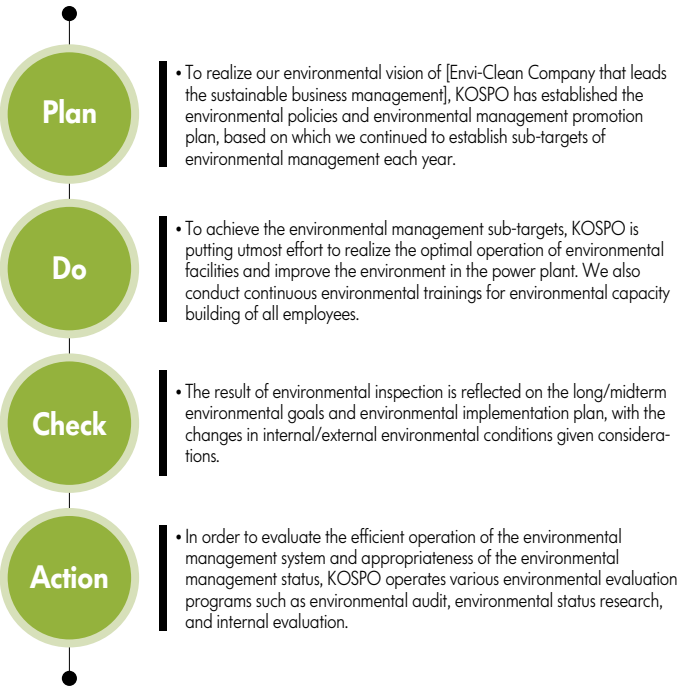 Plan
• To realize our environmental vision of [Envi-Clean Company that leads
the sustainable business management], KOSPO has established the
environmental policies and environmental management promotion
plan, based on which we continued to establish sub-targets of
environmental management each year.
Do
• To achieve the environmental management sub-targets, KOSPO is
putting utmost effort to realize the optimal operation of environmental
facilities and improve the environment in the power plant. We also
conduct continuous environmental trainings for environmental capacity
building of all employees.
Check
• The result of environmental inspection is reflected on the long/midterm
environmental goals and environmental implementation plan, with the
changes in internal/external environmental conditions given considera-
tions.
Action
• In order to evaluate the efficient operation of the environmental
management system and appropriateness of the environmental
management status, KOSPO operates various environmental evaluation
programs such as environmental audit, environmental status research,
and internal evaluation.